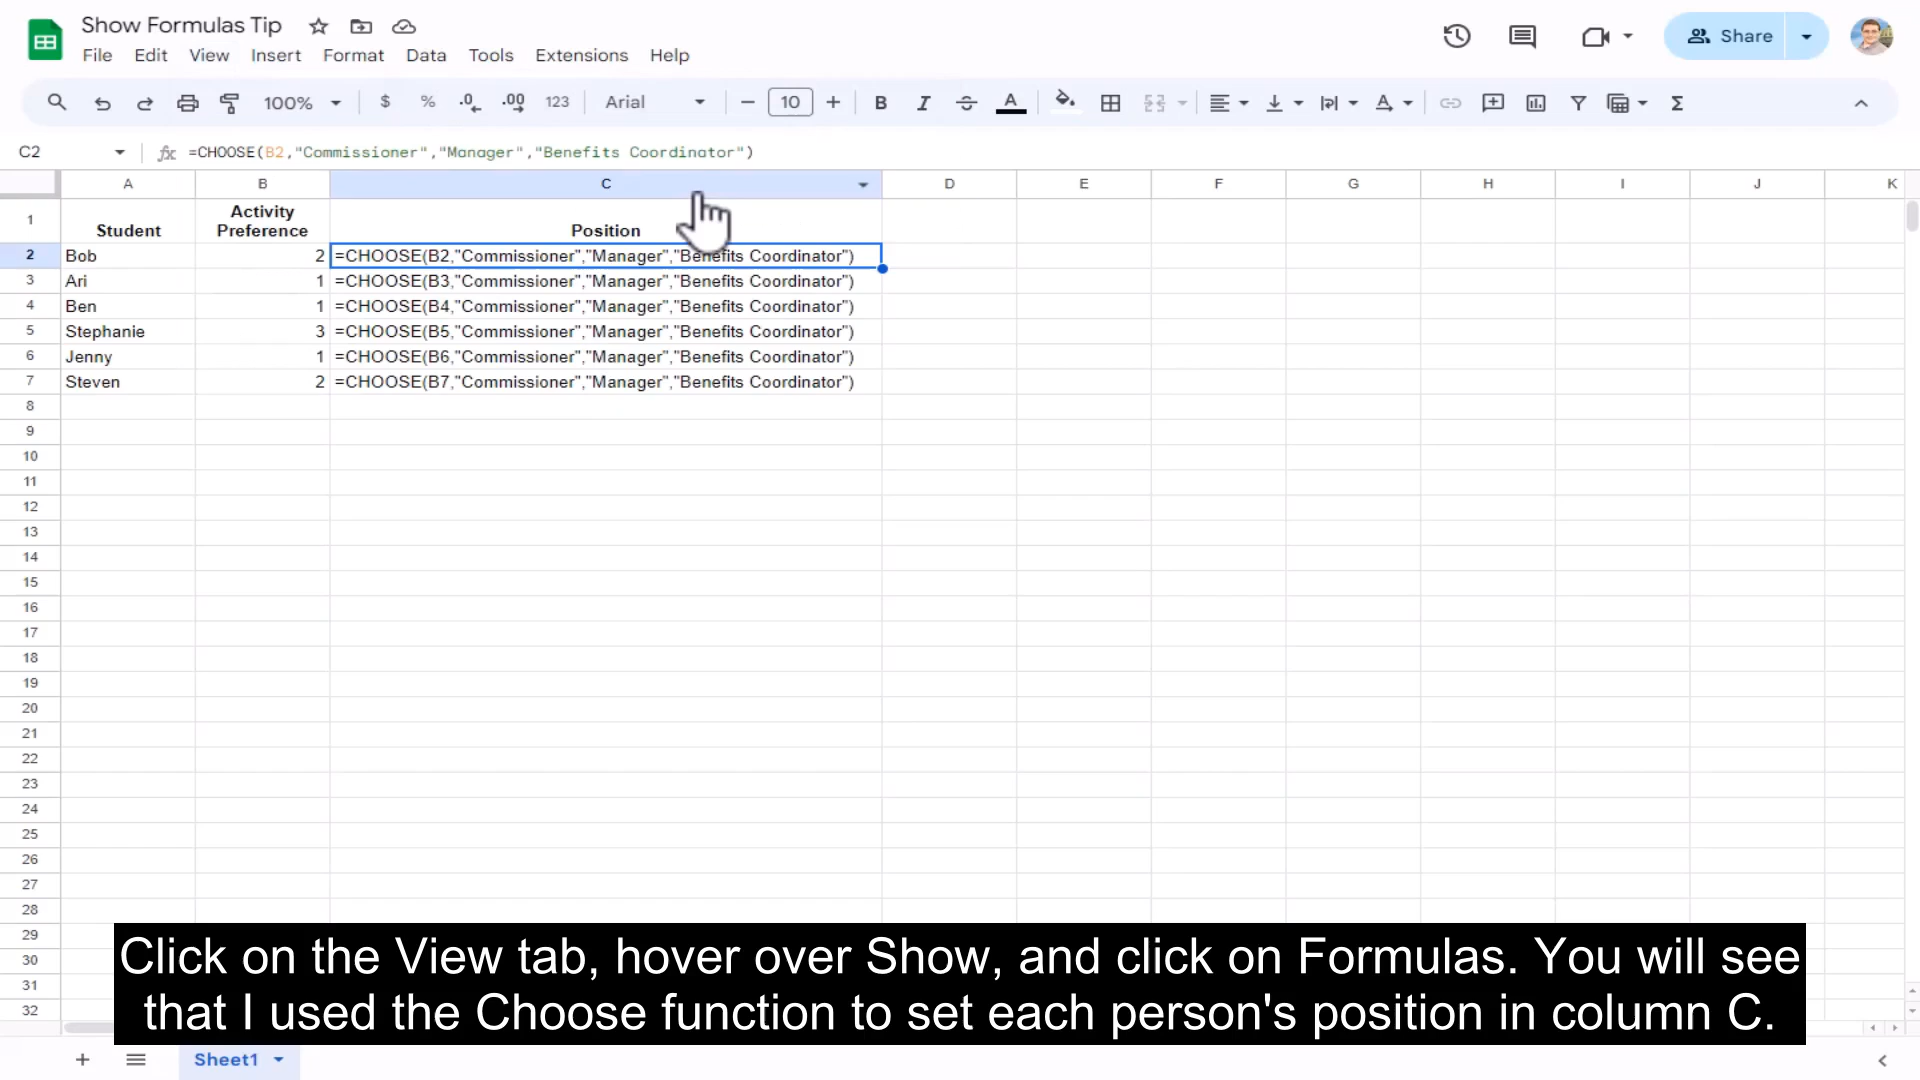 Show Formulas Tip
File Edit View Insert Format Data Tools Extensions Help
Share
100% $ % .0 .00 123 Arial 10 B I A
C2 fx =CHOOSE(B2,"Commissioner","Manager","Benefits Coordinator")
A B C D E F G H I J K
1 Student Activity Preference Position
2 Bob 2 =CHOOSE(B2,"Commissioner","Manager","Benefits Coordinator")
3 Ari 1 =CHOOSE(B3,"Commissioner","Manager","Benefits Coordinator")
4 Ben 1 =CHOOSE(B4,"Commissioner","Manager","Benefits Coordinator")
5 Stephanie 3 =CHOOSE(B5,"Commissioner","Manager","Benefits Coordinator")
6 Jenny 1 =CHOOSE(B6,"Commissioner","Manager","Benefits Coordinator")
7 Steven 2 =CHOOSE(B7,"Commissioner","Manager","Benefits Coordinator")
8
9
10
11
12
13
14
15
16
17
18
19
20
21
22
23
24
25
26
27
28
29
30
31
32
Click on the View tab, hover over Show, and click on Formulas. You will see
that I used the Choose function to set each person's position in column C.
Sheet1